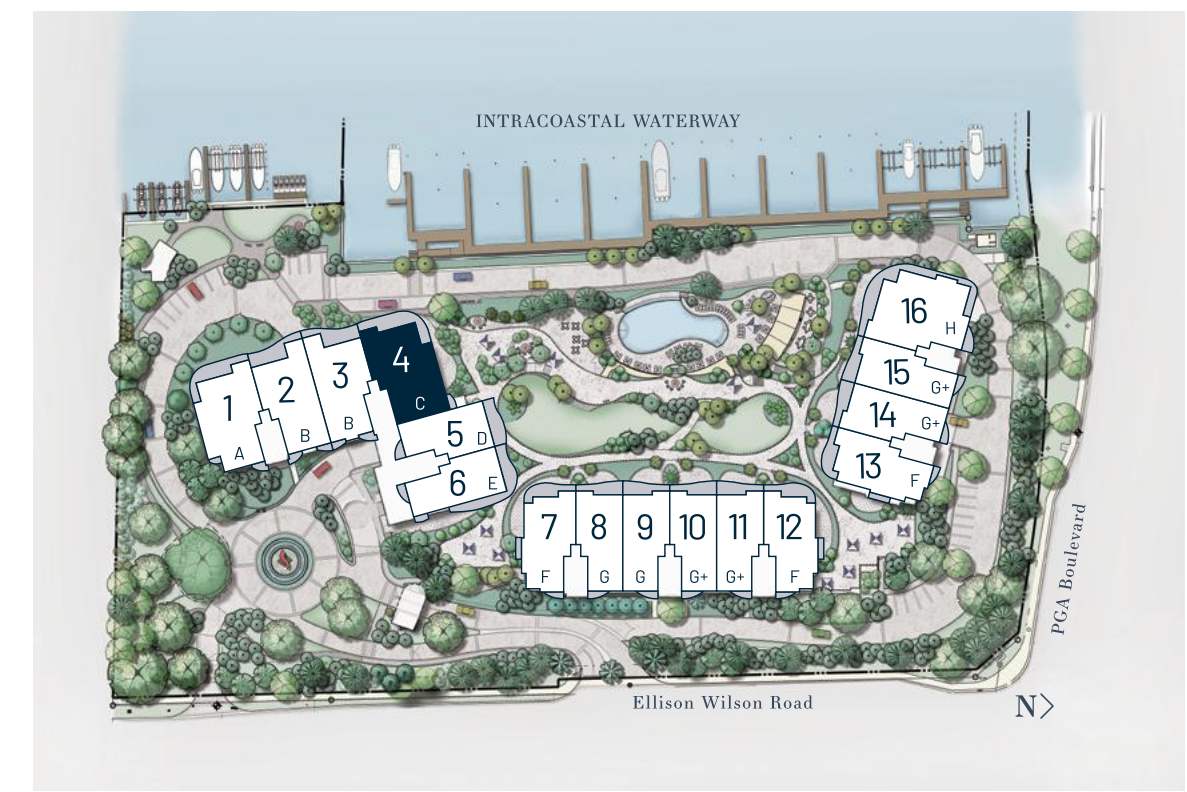 INTRACOASTAL WATERWAY
16
H
4
15
3
G+
2
C
1
14
G+
B
5
D
B
A
13
F
6
E
7
8
9
10
11
12
F
G
G
G+
G+
F
PGA Boulevard
Ellison Wilson Road
N